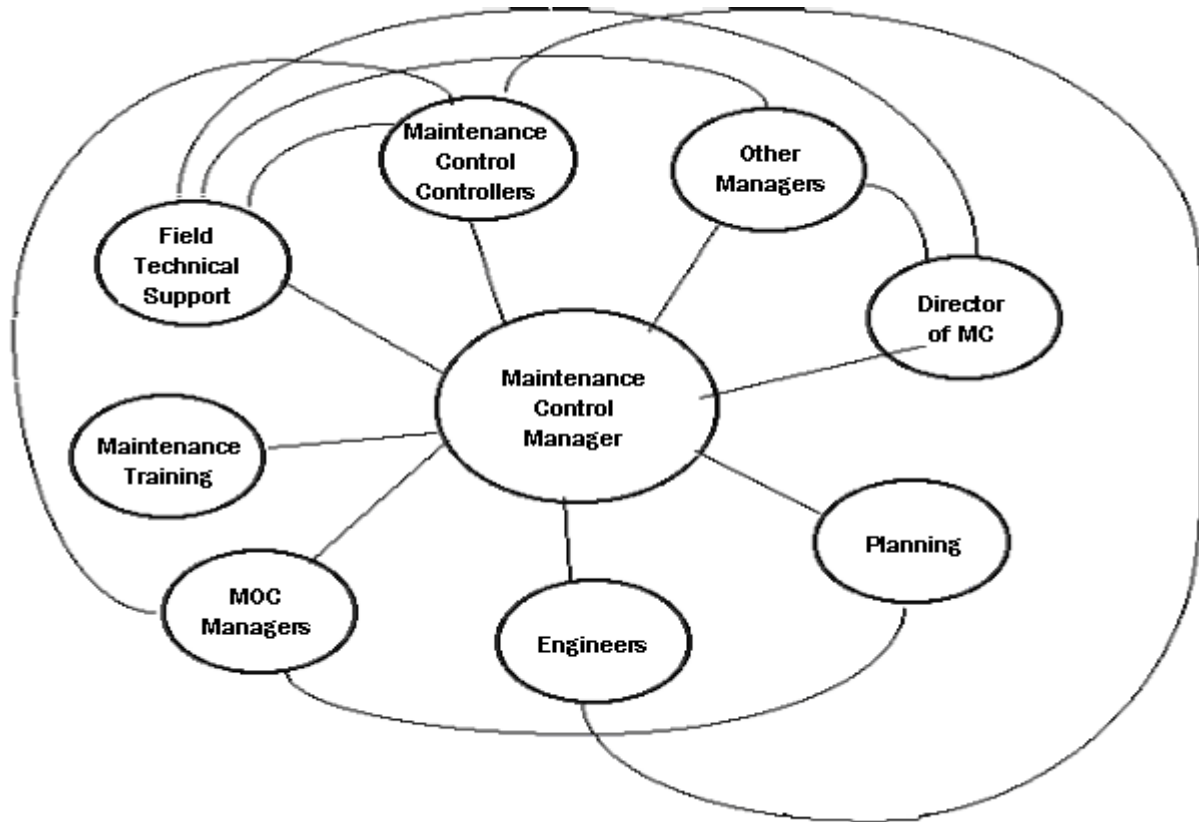 Maintenance
Control
Controllers
Other
Managers
Field
Technical
Support
Director
of MC
Maintenance
Control
Manager
Maintenance
Training
Planning
MOC
Managers
Engineers